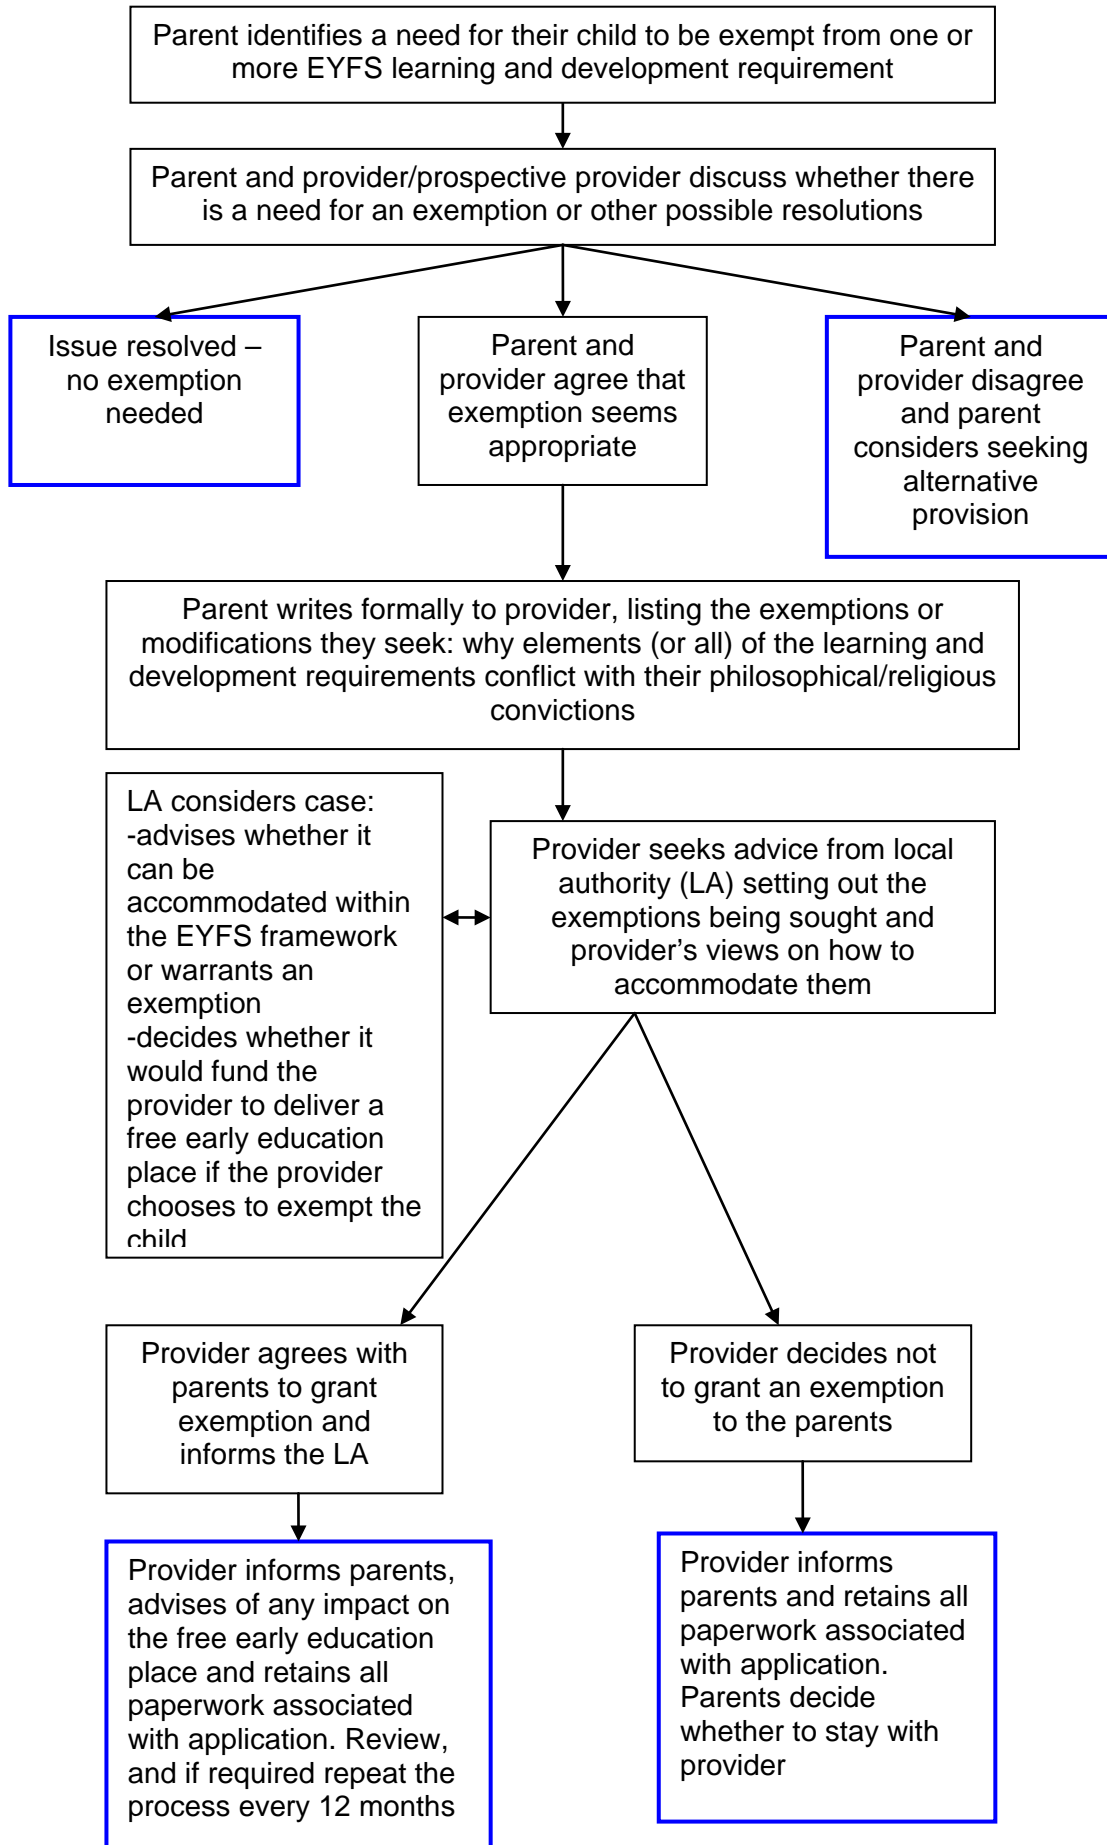 Parent identifies a need for their child to be exempt from one or
more EYFS learning and development requirement
Parent and provider/prospective provider discuss whether there
is a need for an exemption or other possible resolutions
Issue resolved –
no exemption
needed
Parent and
provider agree that
exemption seems
appropriate
Parent and
provider disagree
and parent
considers seeking
alternative
provision
Parent writes formally to provider, listing the exemptions or
modifications they seek: why elements (or all) of the learning and
development requirements conflict with their philosophical/religious
convictions
LA considers case:
-advises whether it
can be
accommodated within
the EYFS framework
or warrants an
exemption
-decides whether it
would fund the
provider to deliver a
free early education
place if the provider
chooses to exempt the
child
Provider seeks advice from local
authority (LA) setting out the
exemptions being sought and
provider’s views on how to
accommodate them
Provider agrees with
parents to grant
exemption and
informs the LA
Provider decides not
to grant an exemption
to the parents
Provider informs parents,
advises of any impact on
the free early education
place and retains all
paperwork associated
with application. Review,
and if required repeat the
process every 12 months
Provider informs
parents and retains all
paperwork associated
with application.
Parents decide
whether to stay with
provider